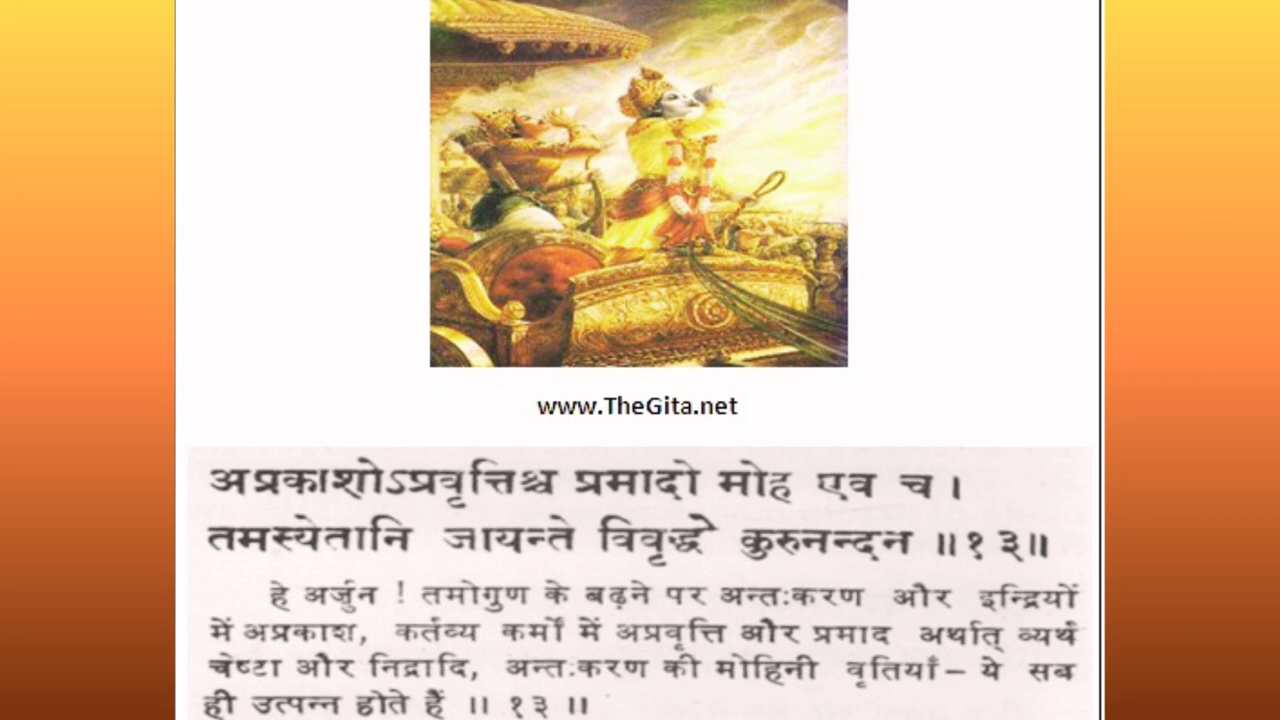 www.TheGita.net
अप्रकाशोऽप्रवृत्तिश्च प्रमादो मोह एव च।
तमस्येतानि जायन्ते विवृद्धे कुरुनन्दन ॥१३॥
हे अर्जुन ! तमोगुण के बढ़ने पर अन्तःकरण और इन्द्रियों
में अप्रकाश, कर्तव्य कर्मों में अप्रवृत्ति और प्रमाद अर्थात् व्यर्थ
चेष्टा और निद्रादि, अन्तःकरण की मोहिनी वृतियाँ– ये सब
ही उत्पन्न होते हैं ॥ १३ ॥